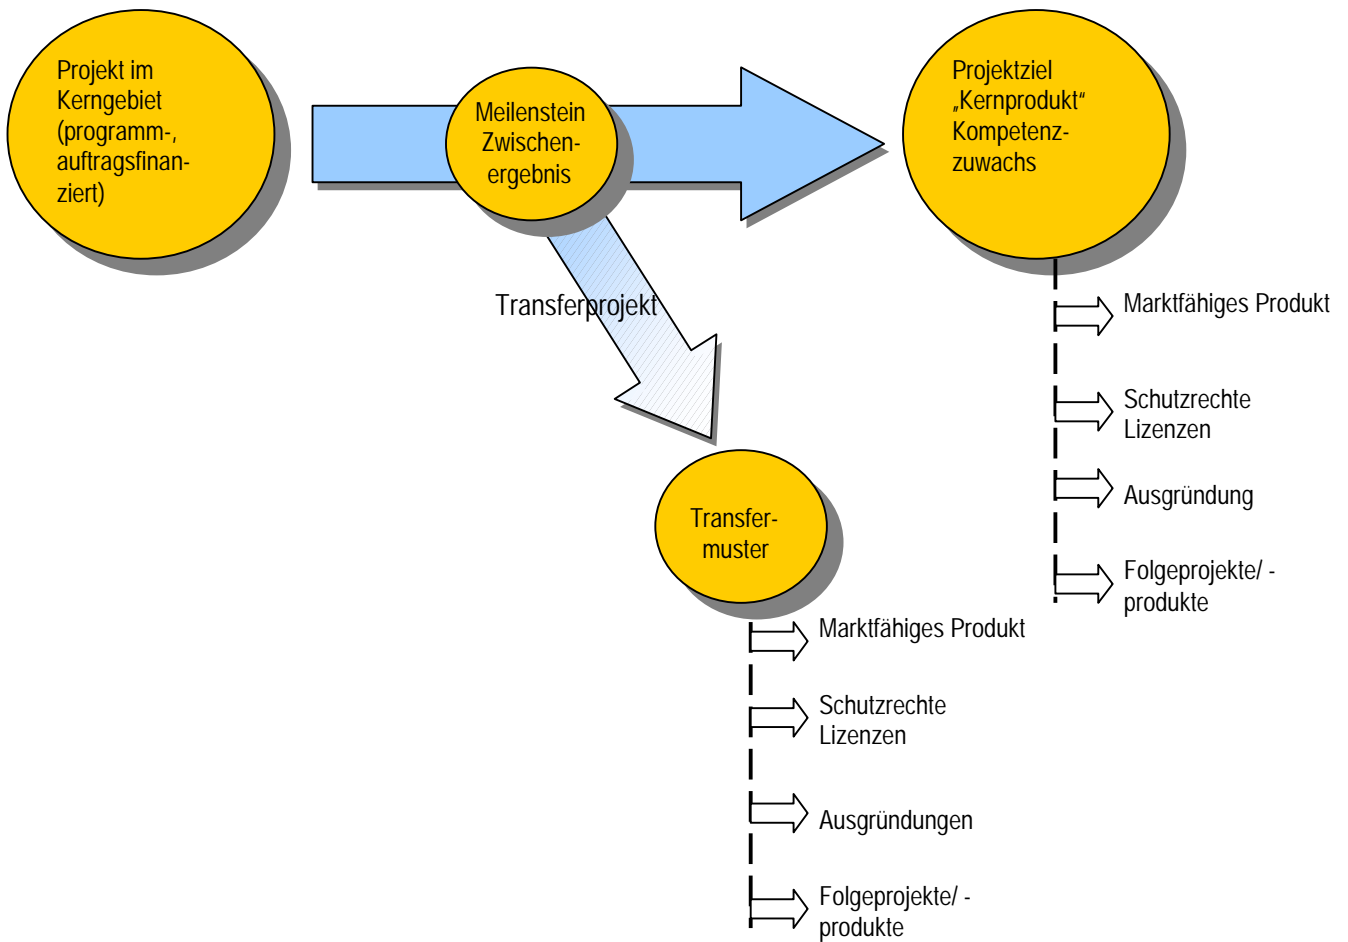 Projekt im
Kerngebiet
(programm-,
auftragsfinan-
ziert)
Meilenstein
Zwischen-
ergebnis
Projektziel
„Kernprodukt“
Kompetenz-
zuwachs
Transferprojekt
Marktfähiges Produkt
Schutzrechte
Lizenzen
Ausgründung
Folgeprojekte/ -
produkte
Transfer-
muster
Marktfähiges Produkt
Schutzrechte
Lizenzen
Ausgründungen
Folgeprojekte/ -
produkte